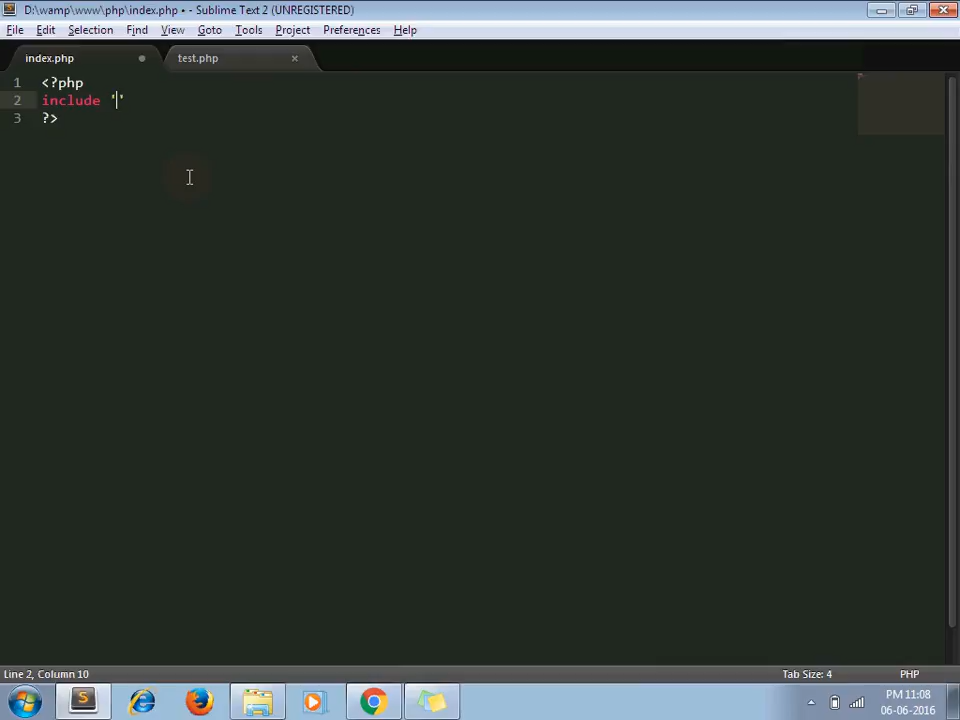 D:\wamp\www\php\index.php • - Sublime Text 2 (UNREGISTERED)
File Edit Selection Find View Goto Tools Project Preferences Help
index.php test.php
1 <?php
2 include ''
3 ?>
Line 2, Column 10 Tab Size: 4 PHP
PM 11:08
06-06-2016